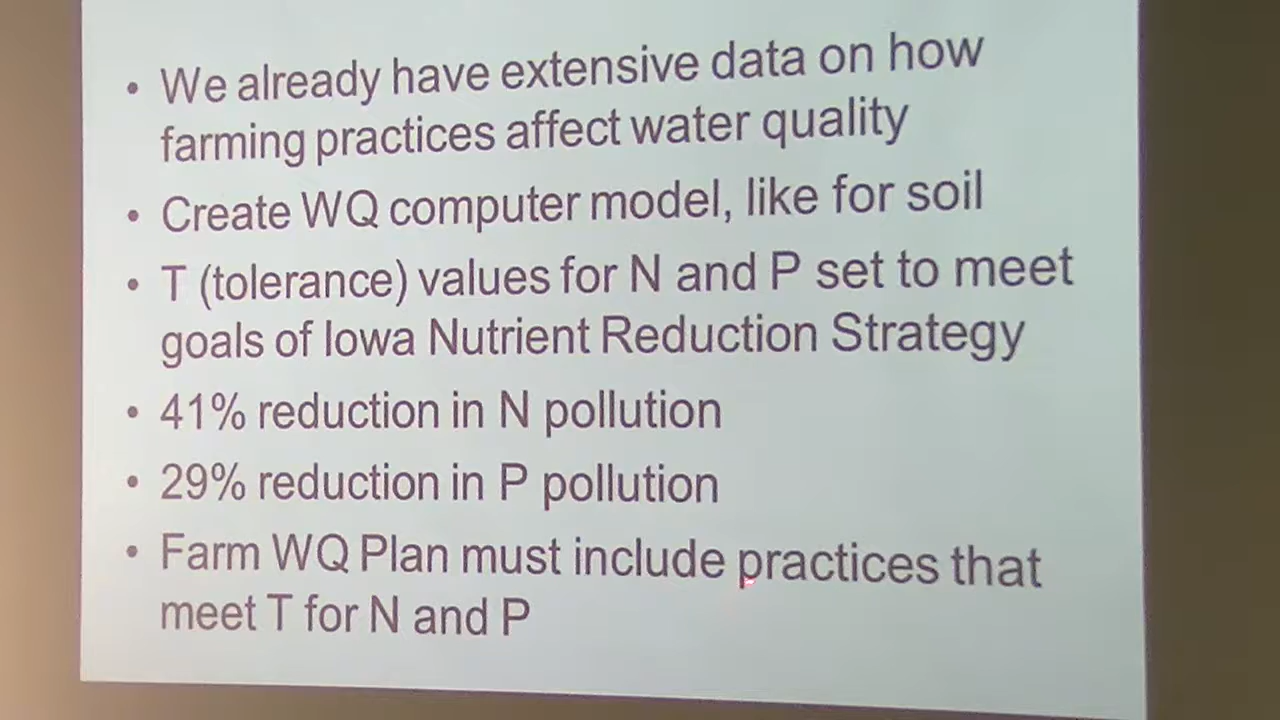 • We already have extensive data on how
farming practices affect water quality
• Create WQ computer model, like for soil
• T (tolerance) values for N and P set to meet
goals of Iowa Nutrient Reduction Strategy
• 41% reduction in N pollution
• 29% reduction in P pollution
• Farm WQ Plan must include practices that
meet T for N and P